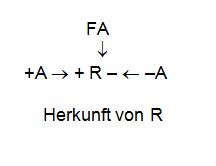 FA
↓
+A → + R – ← –A
Herkunft von R